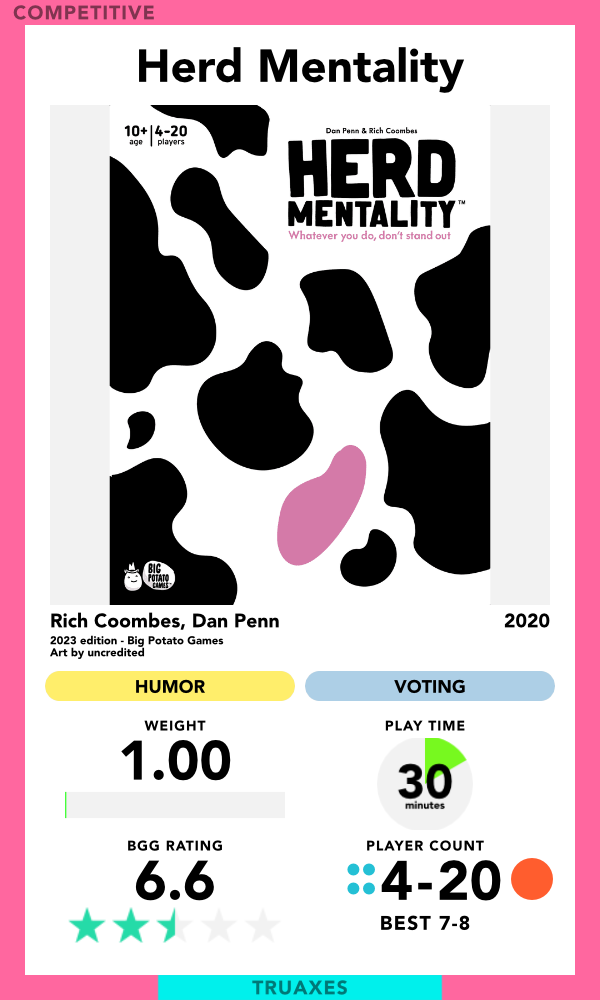 COMPETITIVE
Herd Mentality
10+ | 4-20
age players
Dan Penn & Rich Coombes
HERD
MENTALITY™
Whatever you do, don't stand out
BIG
POTATO
GAMES™
Rich Coombes, Dan Penn 2020
2023 edition - Big Potato Games
Art by uncredited
HUMOR VOTING
WEIGHT PLAY TIME
1.00 30
minutes
BGG RATING PLAYER COUNT
6.6 4-20
BEST 7-8
TRUAXES